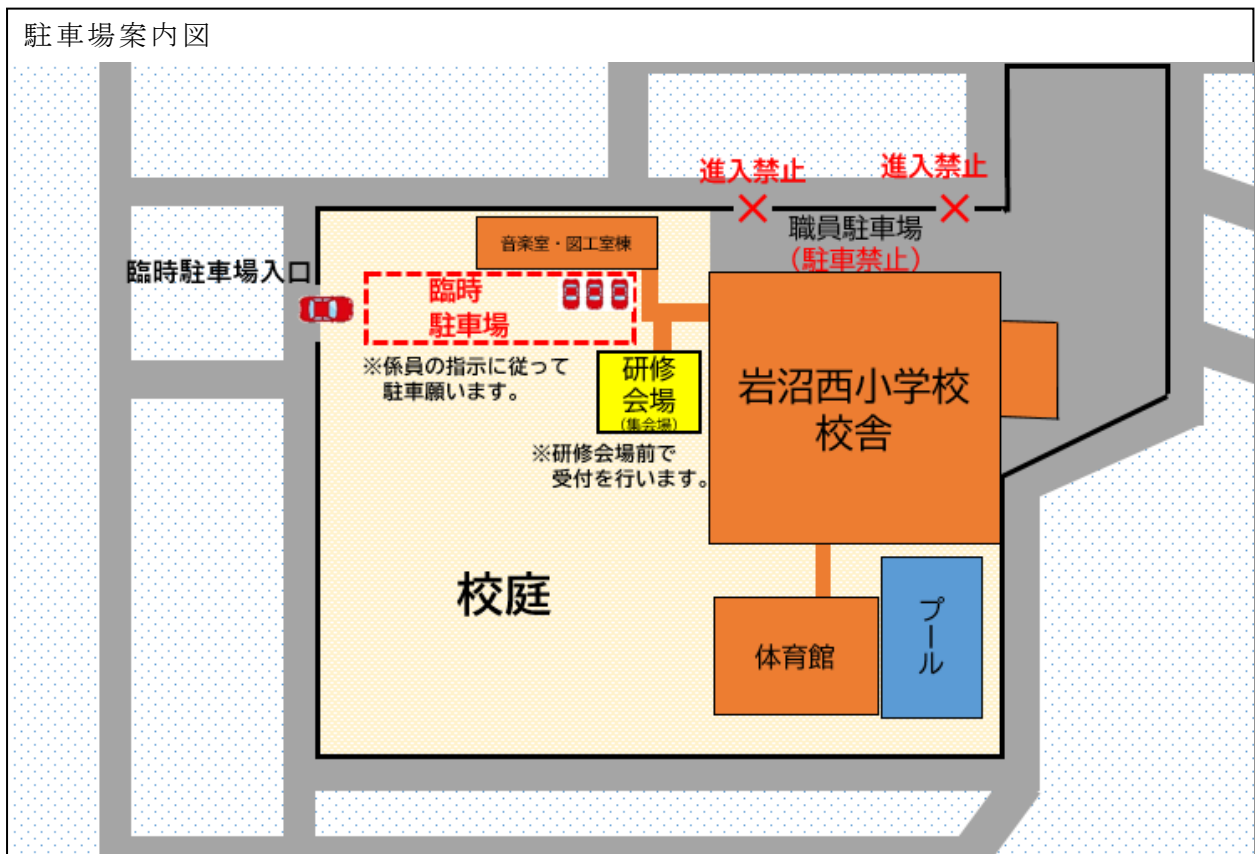 駐車場案内図
進入禁止
進入禁止
職員駐車場
（駐車禁止）
音楽室・図工室棟
臨時駐車場入口
臨時
駐車場
※係員の指示に従って
駐車願います。
研修
会場
（集会場）
※研修会場前で
受付を行います。
岩沼西小学校
校舎
校庭
体育館
プール